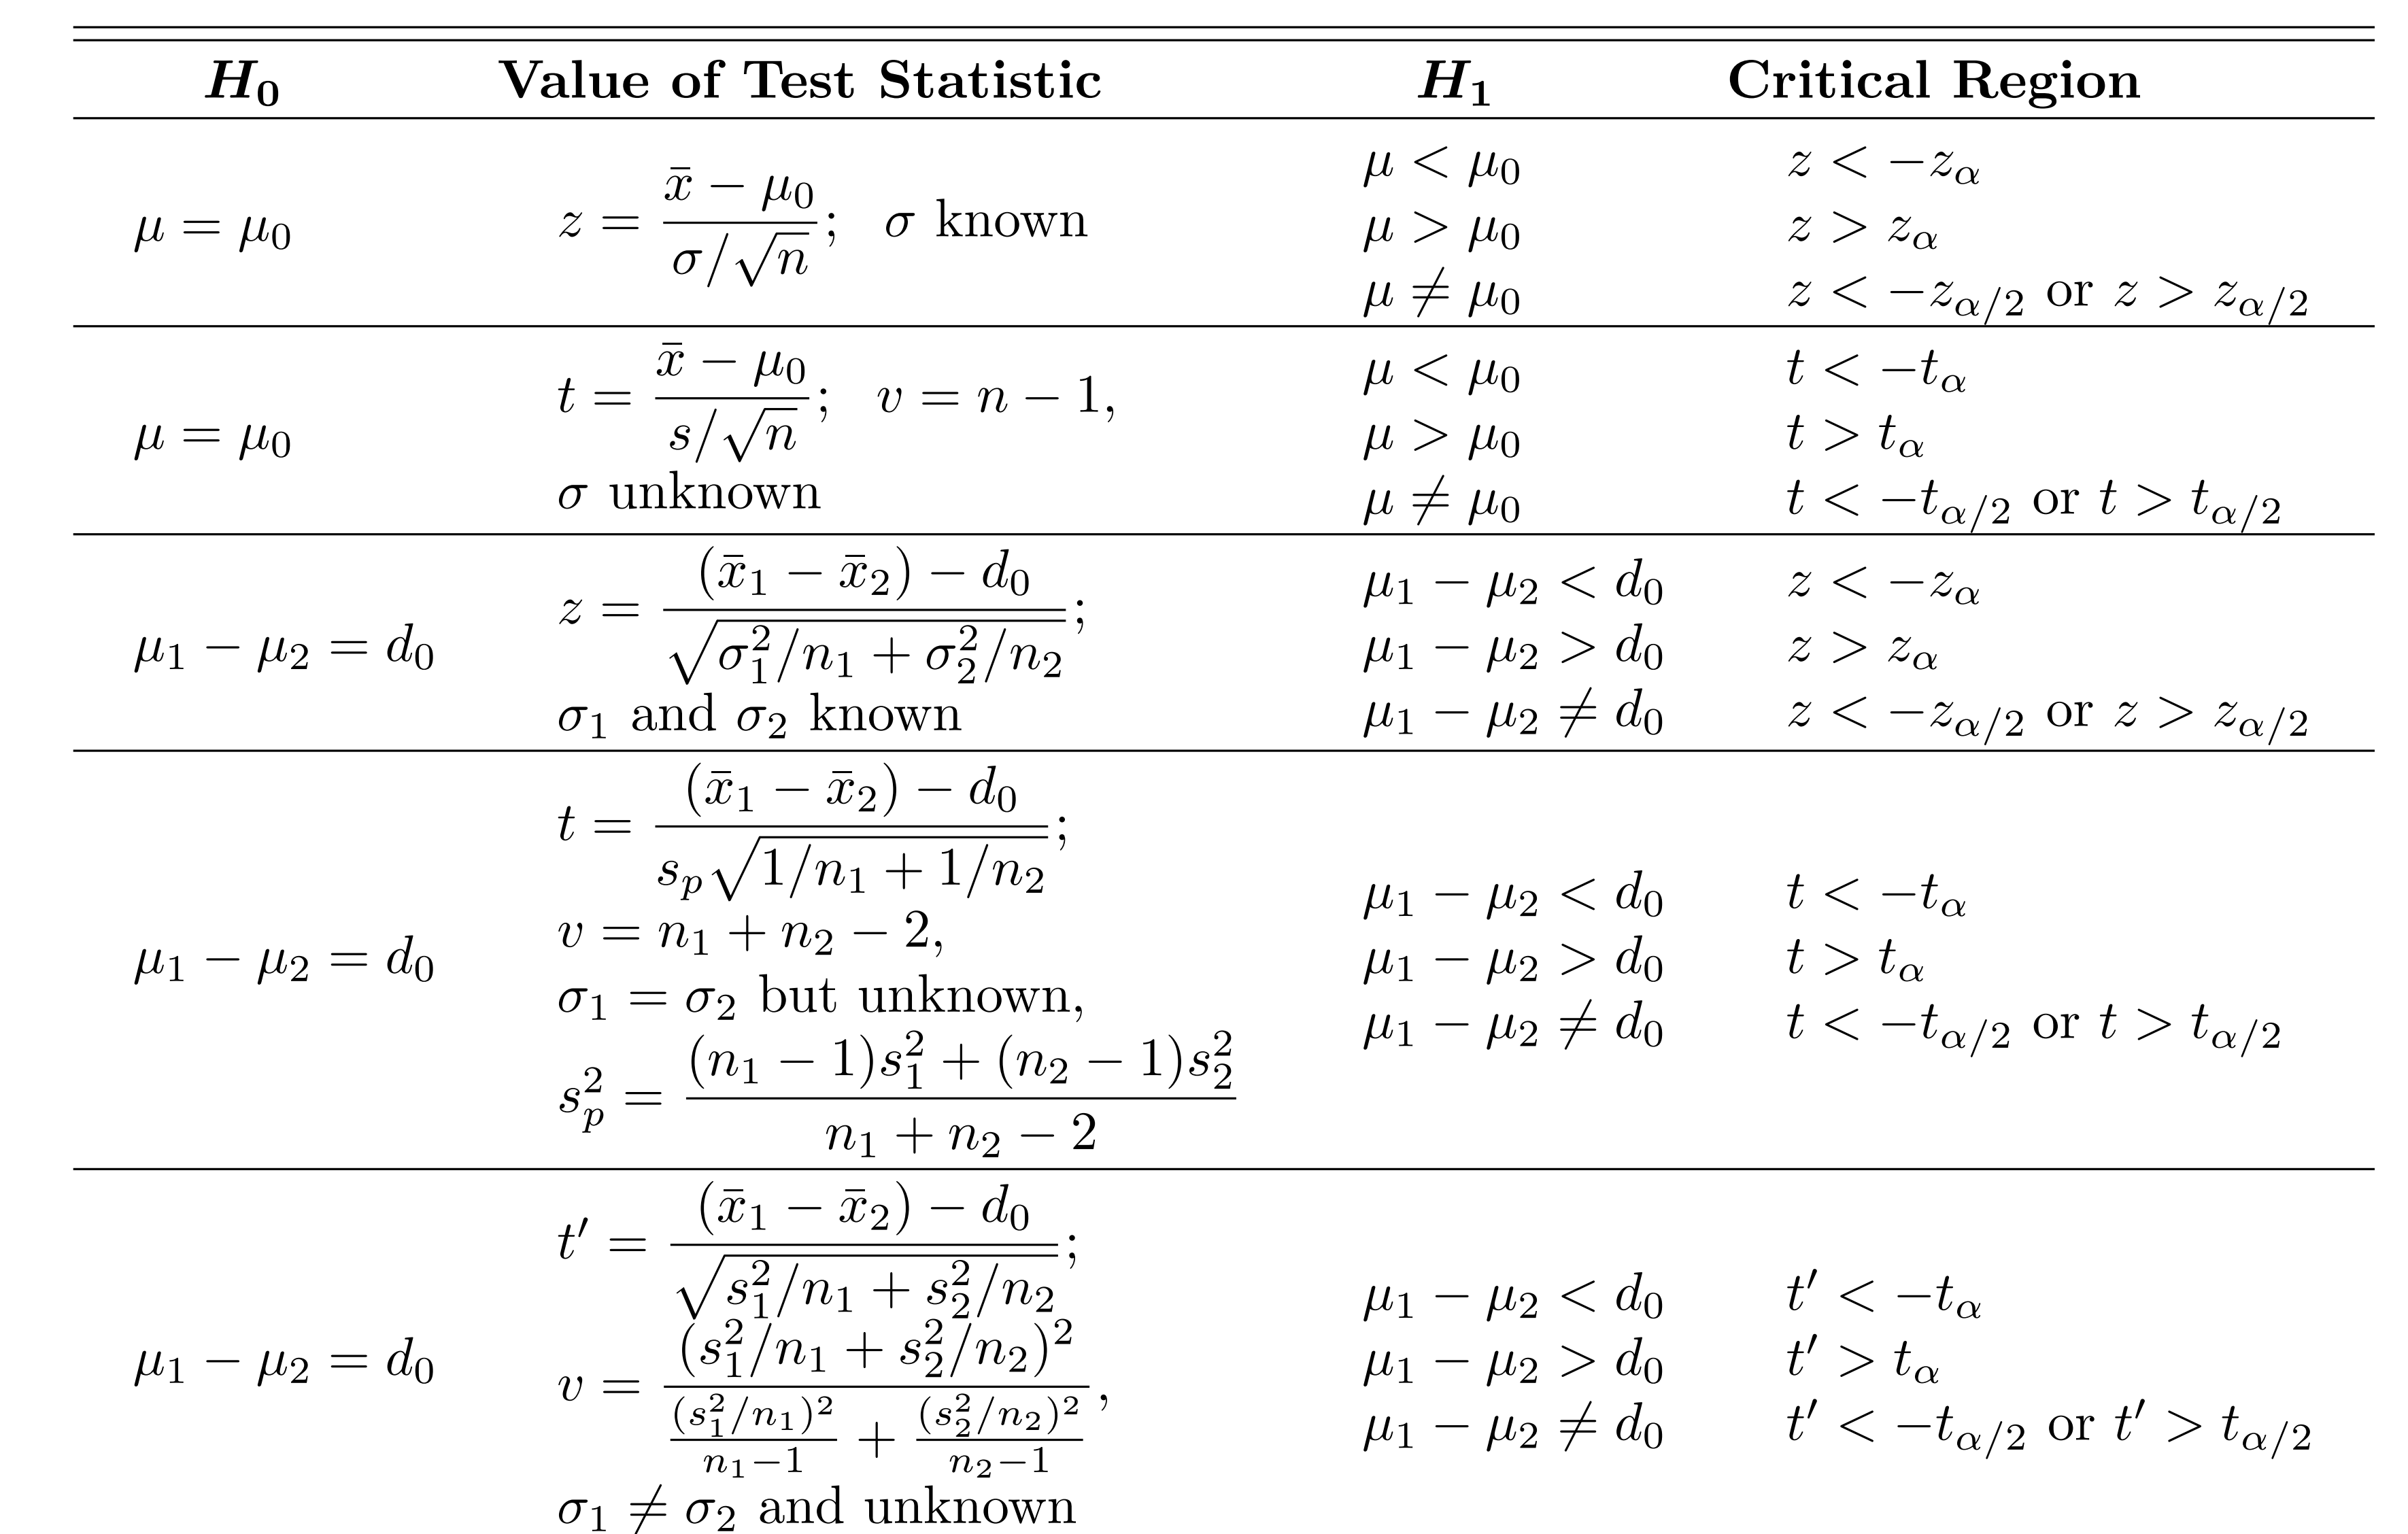 H₀ Value of Test Statistic H₁ Critical Region
μ = μ₀ z = (x̄ − μ₀)/(σ/√n); σ known μ < μ₀ z < −z_α
μ > μ₀ z > z_α
μ ≠ μ₀ z < −z_{α/2} or z > z_{α/2}
μ = μ₀ t = (x̄ − μ₀)/(s/√n); v = n − 1, μ < μ₀ t < −t_α
μ > μ₀ t > t_α
σ unknown μ ≠ μ₀ t < −t_{α/2} or t > t_{α/2}
μ₁ − μ₂ = d₀ z = ((x̄₁ − x̄₂) − d₀)/√(σ₁²/n₁ + σ₂²/n₂); μ₁ − μ₂ < d₀ z < −z_α
μ₁ − μ₂ > d₀ z > z_α
σ₁ and σ₂ known μ₁ − μ₂ ≠ d₀ z < −z_{α/2} or z > z_{α/2}
μ₁ − μ₂ = d₀ t = ((x̄₁ − x̄₂) − d₀)/(s_p√(1/n₁ + 1/n₂));
v = n₁ + n₂ − 2, μ₁ − μ₂ < d₀ t < −t_α
σ₁ = σ₂ but unknown, μ₁ − μ₂ > d₀ t > t_α
s_p² = ((n₁ − 1)s₁² + (n₂ − 1)s₂²)/(n₁ + n₂ − 2) μ₁ − μ₂ ≠ d₀ t < −t_{α/2} or t > t_{α/2}
μ₁ − μ₂ = d₀ t′ = ((x̄₁ − x̄₂) − d₀)/√(s₁²/n₁ + s₂²/n₂); μ₁ − μ₂ < d₀ t′ < −t_α
v = (s₁²/n₁ + s₂²/n₂)²/((s₁²/n₁)²/(n₁−1) + (s₂²/n₂)²/(n₂−1)), μ₁ − μ₂ > d₀ t′ > t_α
σ₁ ≠ σ₂ and unknown μ₁ − μ₂ ≠ d₀ t′ < −t_{α/2} or t′ > t_{α/2}